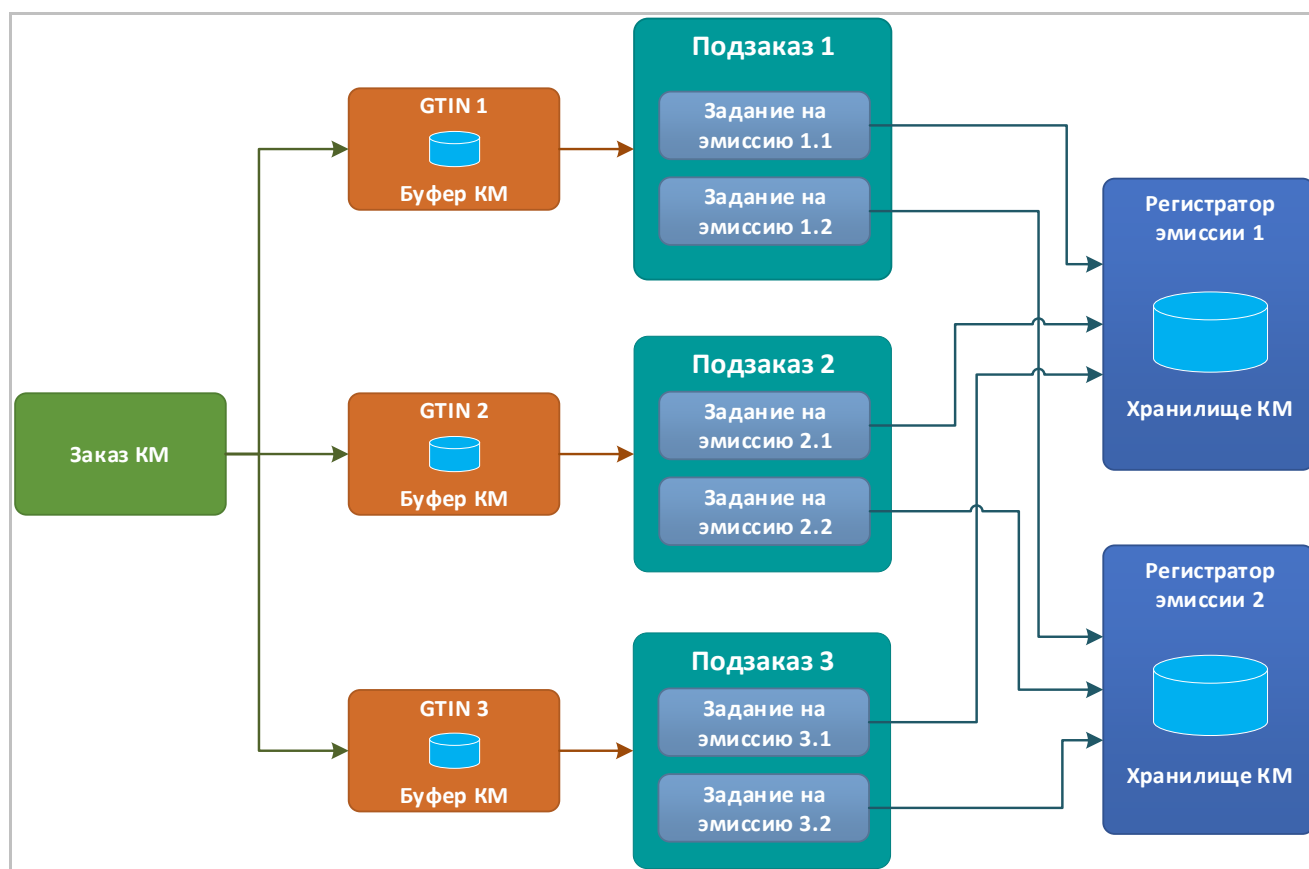 Заказ КМ
GTIN 1
Буфер КМ
GTIN 2
Буфер КМ
GTIN 3
Буфер КМ
Подзаказ 1
Задание на
эмиссию 1.1
Задание на
эмиссию 1.2
Подзаказ 2
Задание на
эмиссию 2.1
Задание на
эмиссию 2.2
Подзаказ 3
Задание на
эмиссию 3.1
Задание на
эмиссию 3.2
Регистратор
эмиссии 1
Хранилище КМ
Регистратор
эмиссии 2
Хранилище КМ